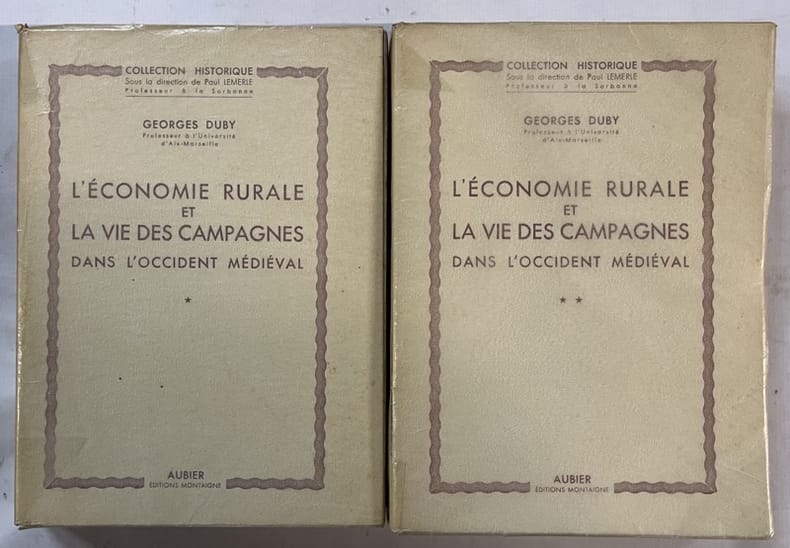 COLLECTION HISTORIQUE
Sous la direction de Paul LEMERLE
Professeur à la Sorbonne
GEORGES DUBY
Professeur à l'Université
d'Aix-Marseille
L'ÉCONOMIE RURALE
ET
LA VIE DES CAMPAGNES
DANS L'OCCIDENT MÉDIÉVAL
*
AUBIER
ÉDITIONS MONTAIGNE
COLLECTION HISTORIQUE
Sous la direction de Paul LEMERLE
Professeur à la Sorbonne
GEORGES DUBY
Professeur à l'Université
d'Aix-Marseille
L'ÉCONOMIE RURALE
ET
LA VIE DES CAMPAGNES
DANS L'OCCIDENT MÉDIÉVAL
* *
AUBIER
ÉDITIONS MONTAIGNE